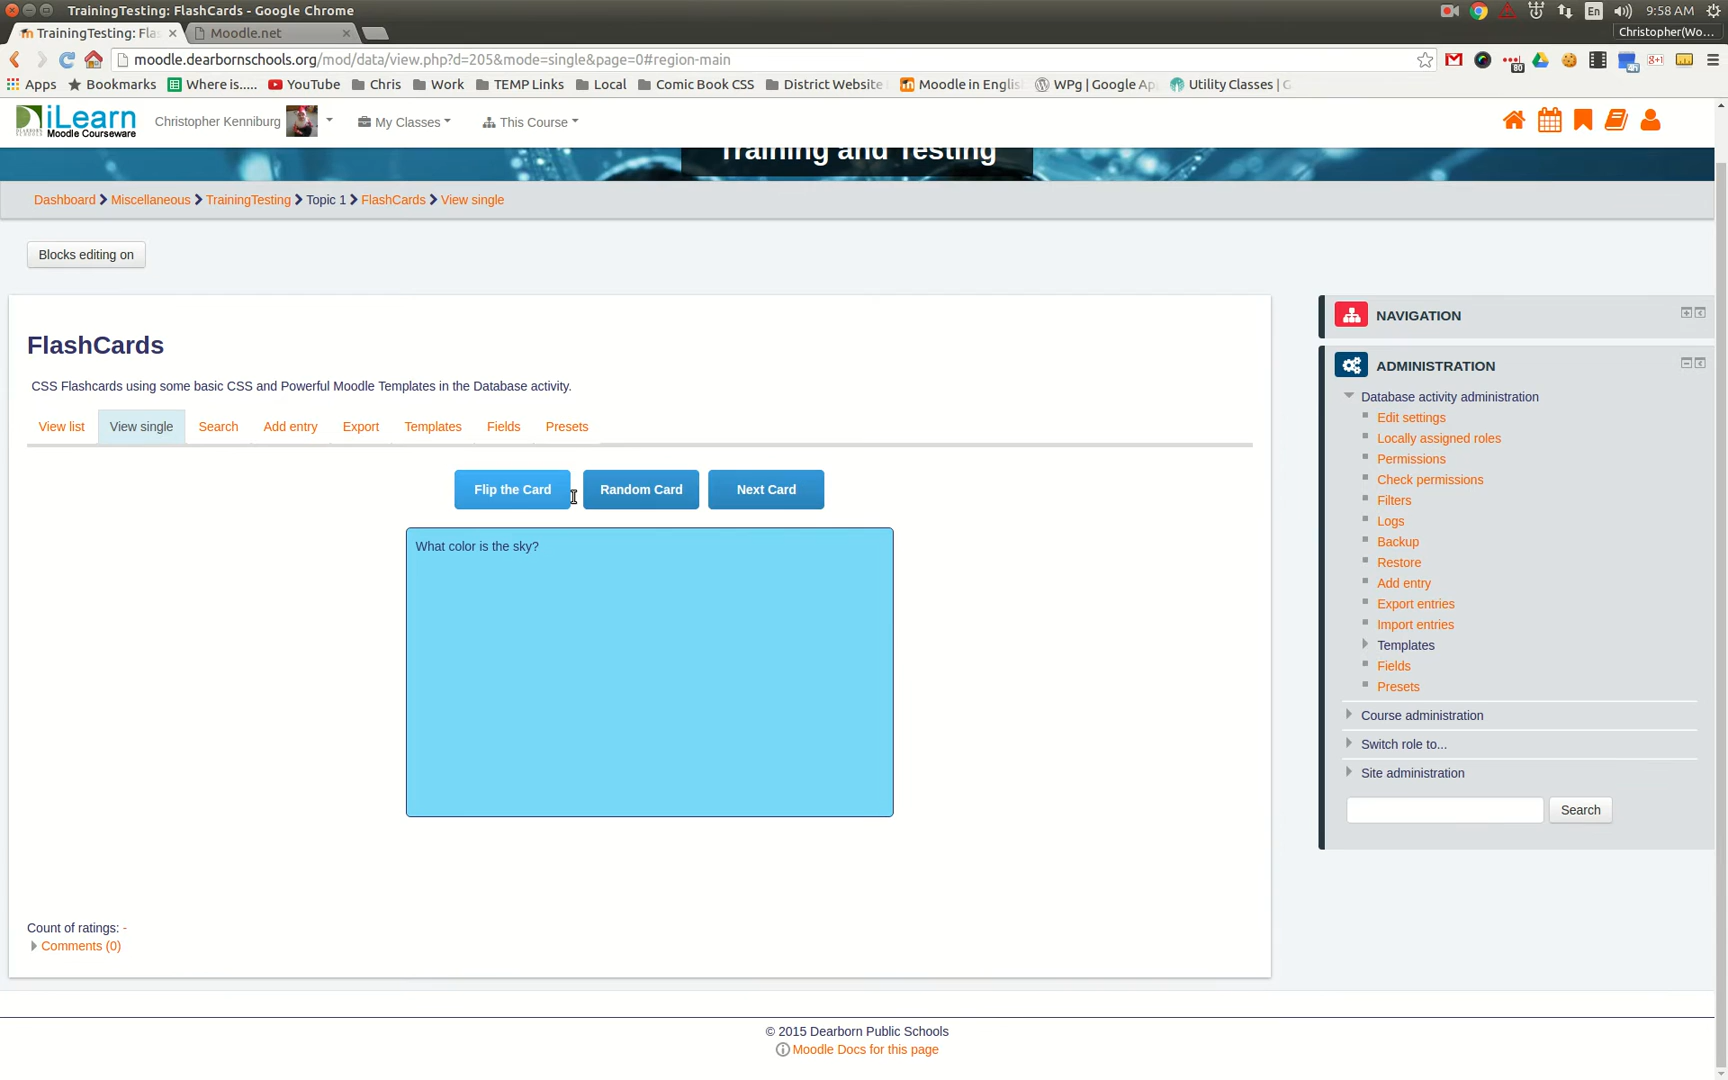 TrainingTesting: FlashCards - Google Chrome
En 9:58 AM
TrainingTesting: Fla
Moodle.net
Christopher(Wo...
moodle.dearbornschools.org/mod/data/view.php?d=205&mode=single&page=0#region-main
Apps Bookmarks Where is..... YouTube Chris Work TEMP Links Local Comic Book CSS District Website Moodle in English WPg | Google Ap Utility Classes | G
iLearn
Moodle Courseware
Christopher Kenniburg My Classes This Course
Training and Testing
Dashboard Miscellaneous TrainingTesting Topic 1 FlashCards View single
Blocks editing on
FlashCards
CSS Flashcards using some basic CSS and Powerful Moodle Templates in the Database activity.
View list View single Search Add entry Export Templates Fields Presets
Flip the Card Random Card Next Card
What color is the sky?
Count of ratings: -
Comments (0)
NAVIGATION
ADMINISTRATION
Database activity administration
Edit settings
Locally assigned roles
Permissions
Check permissions
Filters
Logs
Backup
Restore
Add entry
Export entries
Import entries
Templates
Fields
Presets
Course administration
Switch role to...
Site administration
Search
© 2015 Dearborn Public Schools
Moodle Docs for this page